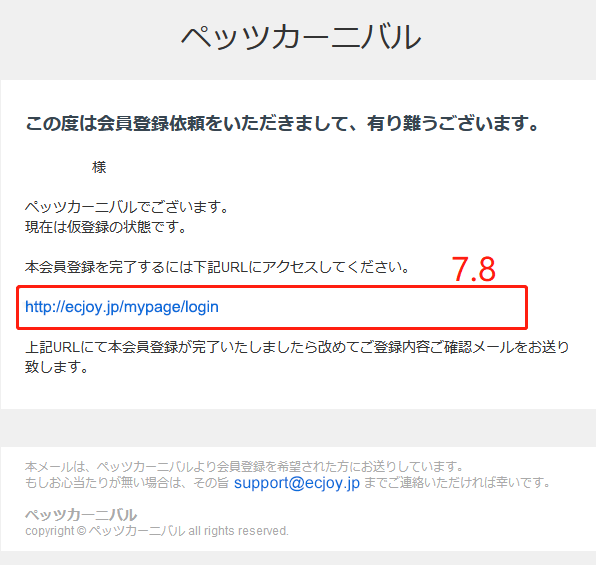 ペッツカーニバル
この度は会員登録依頼をいただきまして、有り難うございます。
様
ペッツカーニバルでございます。
現在は仮登録の状態です。
本会員登録を完了するには下記URLにアクセスしてください。
7.8
http://ecjoy.jp/mypage/login
上記URLにて本会員登録が完了いたしましたら改めてご登録内容ご確認メールをお送り
致します。
本メールは、ペッツカーニバルより会員登録を希望された方にお送りしています。
もしお心当たりが無い場合は、その旨 support@ecjoy.jp までご連絡いただければ幸いです。
ペッツカーニバル
copyright © ペッツカーニバル all rights reserved.